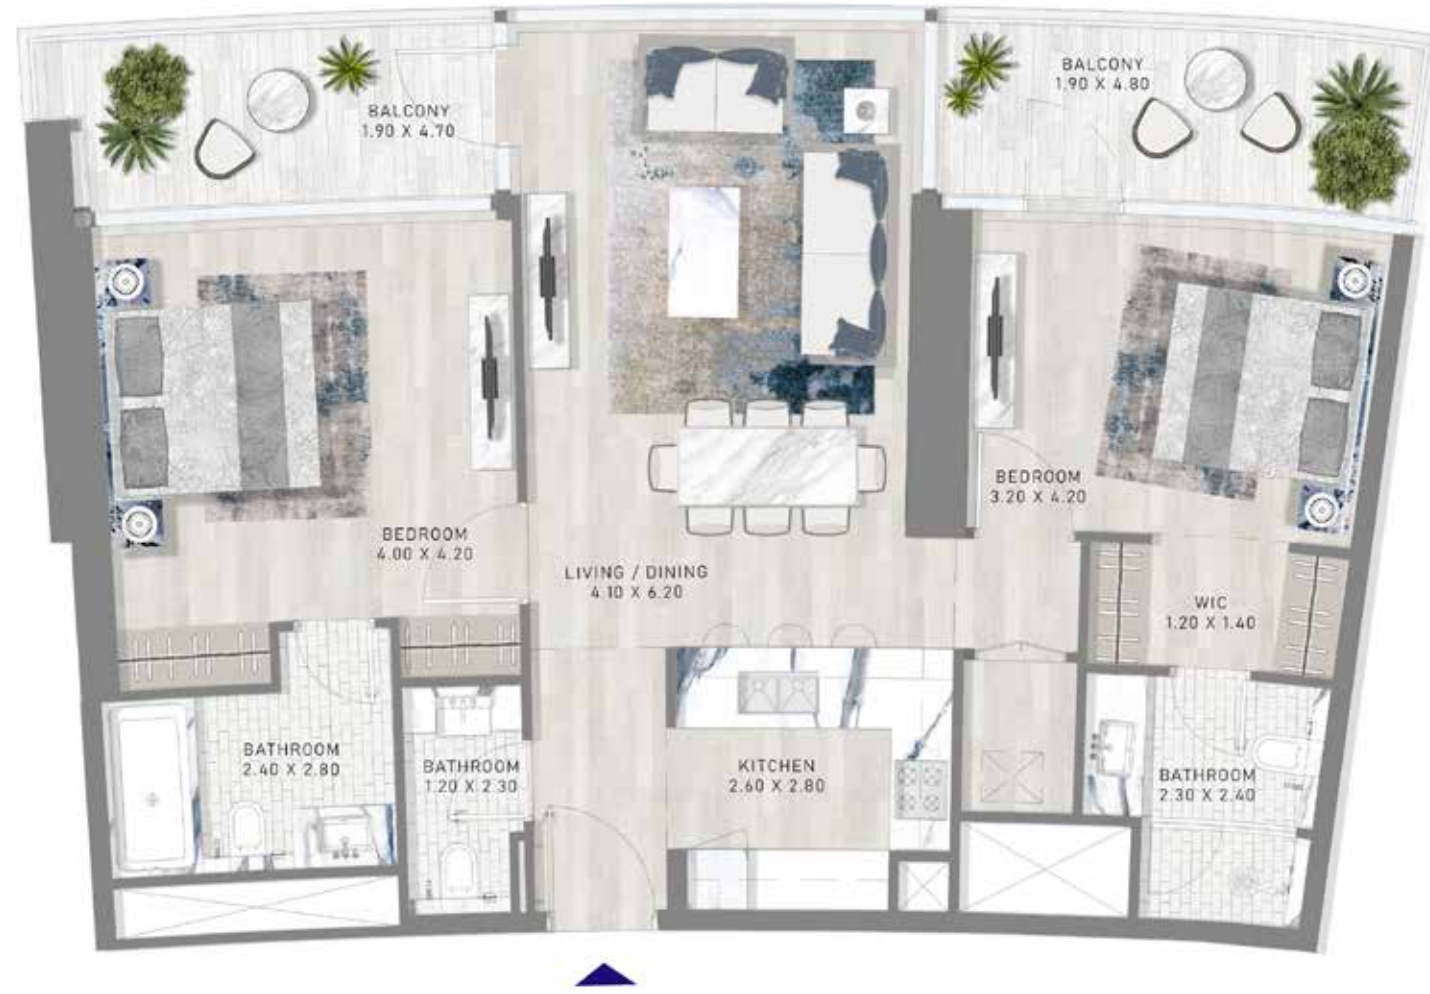 BALCONY
1.90 X 4.70
BALCONY
1.90 X 4.80
BEDROOM
4.00 X 4.20
LIVING / DINING
4.10 X 6.20
BEDROOM
3.20 X 4.20
WIC
1.20 X 1.40
BATHROOM
2.40 X 2.80
BATHROOM
1.20 X 2.30
KITCHEN
2.60 X 2.80
BATHROOM
2.30 X 2.40